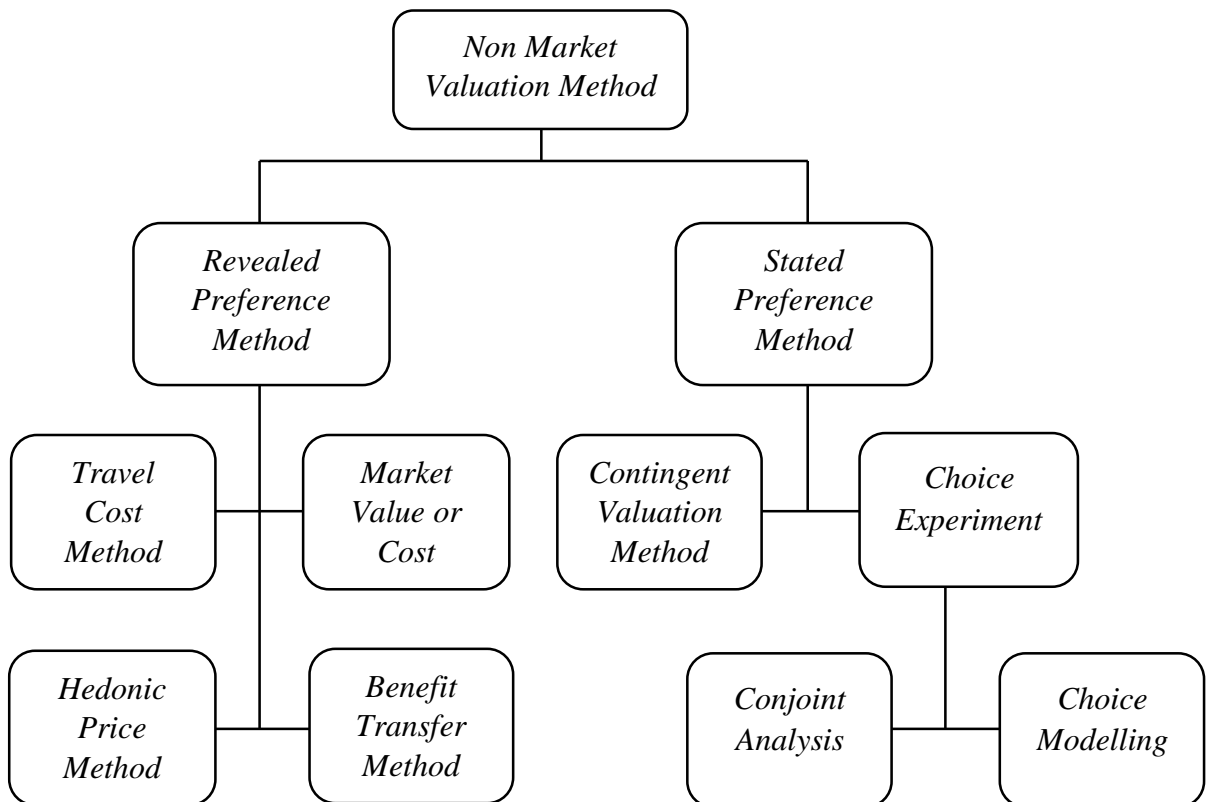 Non Market
Valuation Method
Revealed
Preference
Method
Stated
Preference
Method
Travel
Cost
Method
Market
Value or
Cost
Contingent
Valuation
Method
Choice
Experiment
Hedonic
Price
Method
Benefit
Transfer
Method
Conjoint
Analysis
Choice
Modelling